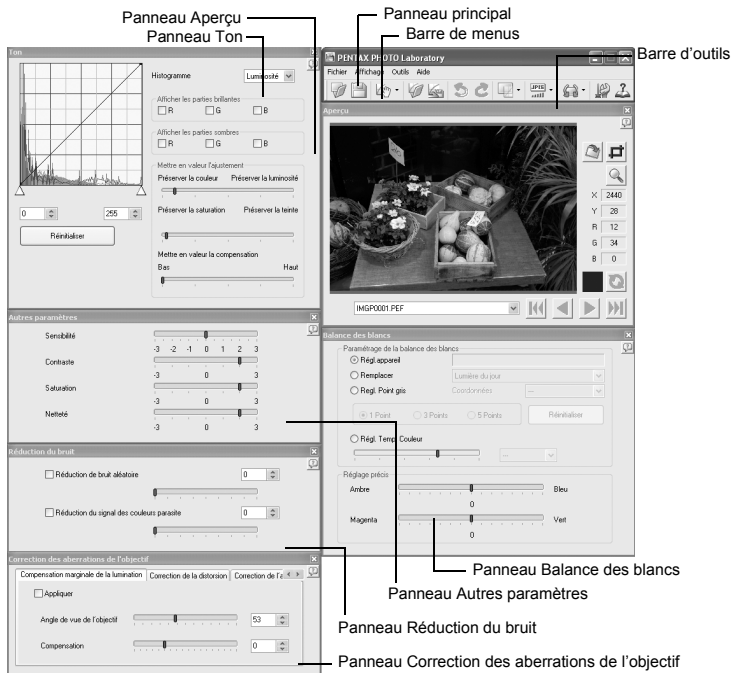 Panneau Aperçu
Panneau Ton
Panneau principal
Barre de menus
Barre d'outils
Ton
Histogramme
Luminosité
Afficher les parties brillantes
R
G
B
Afficher les parties sombres
R
G
B
Mettre en valeur l'ajustement
Préserver la couleur
Préserver la luminosité
Préserver la saturation
Préserver la teinte
Mettre en valeur la compensation
Bas
Haut
0
255
Réinitialiser
PENTAX PHOTO Laboratory
Fichier Affichage Outils Aide
JPEG
Aperçu
X 2440
Y 28
R 12
G 34
B 0
IMGP0001.PEF
Autres paramètres
Sensibilité
-3 -2 -1 0 1 2 3
Contraste
-3 0 3
Saturation
-3 0 3
Netteté
-3 0 3
Balance des blancs
Paramétrage de la balance des blancs
Régl.appareil
Remplacer
Lumière du jour
Regl. Point gris
Coordonnées
---
1 Point
3 Points
5 Points
Réinitialiser
Régl. Temp. Couleur
---
Réglage précis
Ambre
Bleu
0
Magenta
Vert
0
Réduction du bruit
Réduction de bruit aléatoire
0
Réduction du signal des couleurs parasite
0
Correction des aberrations de l'objectif
Compensation marginale de la lumination
Correction de la distorsion
Correction de l'a
Appliquer
Angle de vue de l'objectif
53
Compensation
0
Panneau Balance des blancs
Panneau Autres paramètres
Panneau Réduction du bruit
Panneau Correction des aberrations de l'objectif